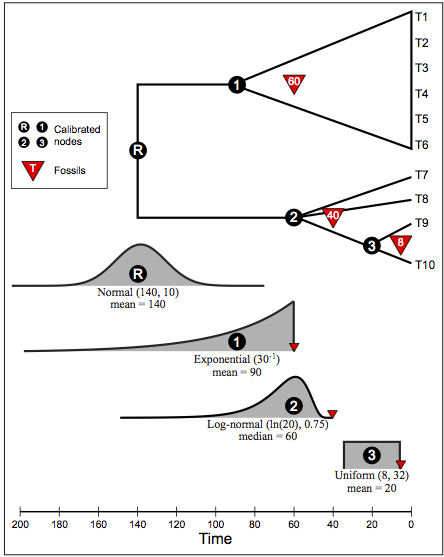 T1
T2
T3
T4
T5
T6
T7
T8
T9
T10
1
60
R
2
40
3
8
R 1 Calibrated
2 3 nodes
T Fossils
R
Normal (140, 10)
mean = 140
1
Exponential (30⁻¹)
mean = 90
2
Log-normal (ln(20), 0.75)
median = 60
3
Uniform (8, 32)
mean = 20
200 180 160 140 120 100 80 60 40 20 0
Time